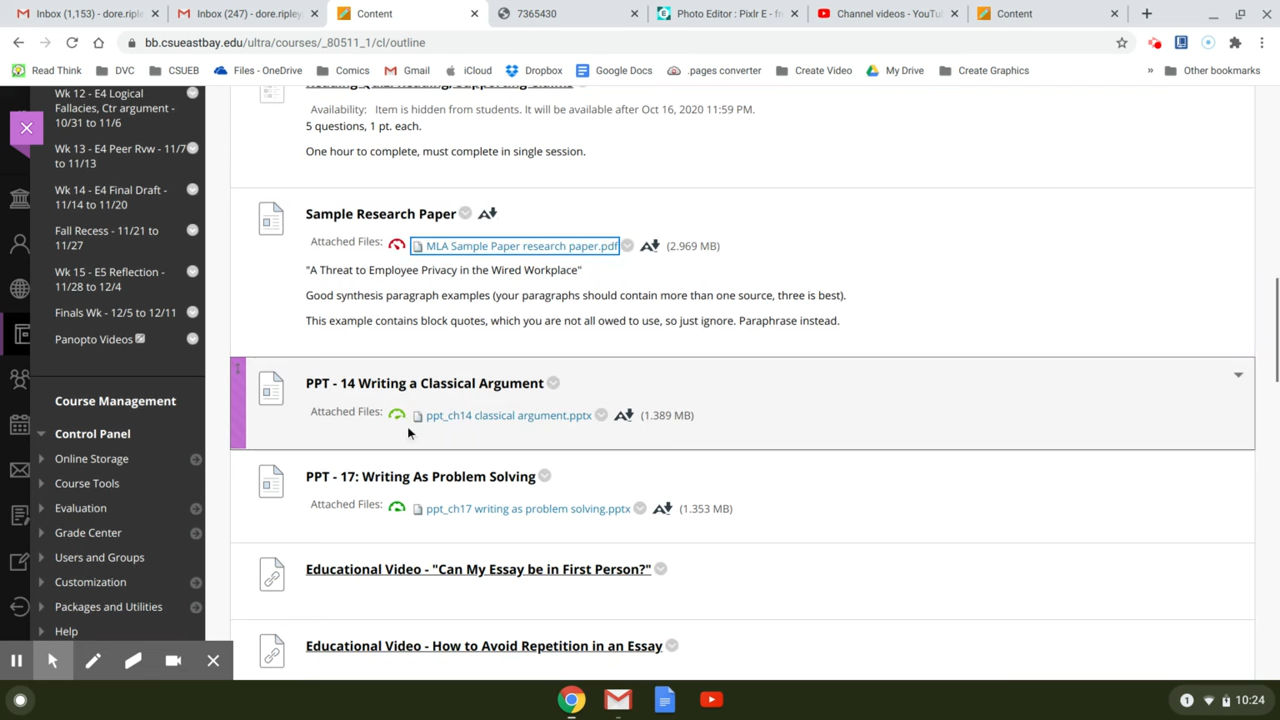 Inbox (1,153) - dore.riple
Inbox (247) - dore.ripley
Content
7365430
Photo Editor : Pixlr E - fr
Channel videos - YouTu
Content
bb.csueastbay.edu/ultra/courses/_80511_1/cl/outline
Read Think
DVC
CSUEB
Files - OneDrive
Comics
Gmail
iCloud
Dropbox
Google Docs
.pages converter
Create Video
My Drive
Create Graphics
»
Other bookmarks
Wk 12 - E4 Logical
Fallacies, Ctr argument -
10/31 to 11/6
Wk 13 - E4 Peer Rvw - 11/7
to 11/13
Wk 14 - E4 Final Draft -
11/14 to 11/20
Fall Recess - 11/21 to
11/27
Wk 15 - E5 Reflection -
11/28 to 12/4
Finals Wk - 12/5 to 12/11
Panopto Videos
Course Management
Control Panel
Online Storage
Course Tools
Evaluation
Grade Center
Users and Groups
Customization
Packages and Utilities
Help
Reading Quiz: Reading, Supporting Claims
Availability: Item is hidden from students. It will be available after Oct 16, 2020 11:59 PM.
5 questions, 1 pt. each.
One hour to complete, must complete in single session.
Sample Research Paper
Attached Files: MLA Sample Paper research paper.pdf (2.969 MB)
"A Threat to Employee Privacy in the Wired Workplace"
Good synthesis paragraph examples (your paragraphs should contain more than one source, three is best).
This example contains block quotes, which you are not all owed to use, so just ignore. Paraphrase instead.
PPT - 14 Writing a Classical Argument
Attached Files: ppt_ch14 classical argument.pptx (1.389 MB)
PPT - 17: Writing As Problem Solving
Attached Files: ppt_ch17 writing as problem solving.pptx (1.353 MB)
Educational Video - "Can My Essay be in First Person?"
Educational Video - How to Avoid Repetition in an Essay
1
10:24